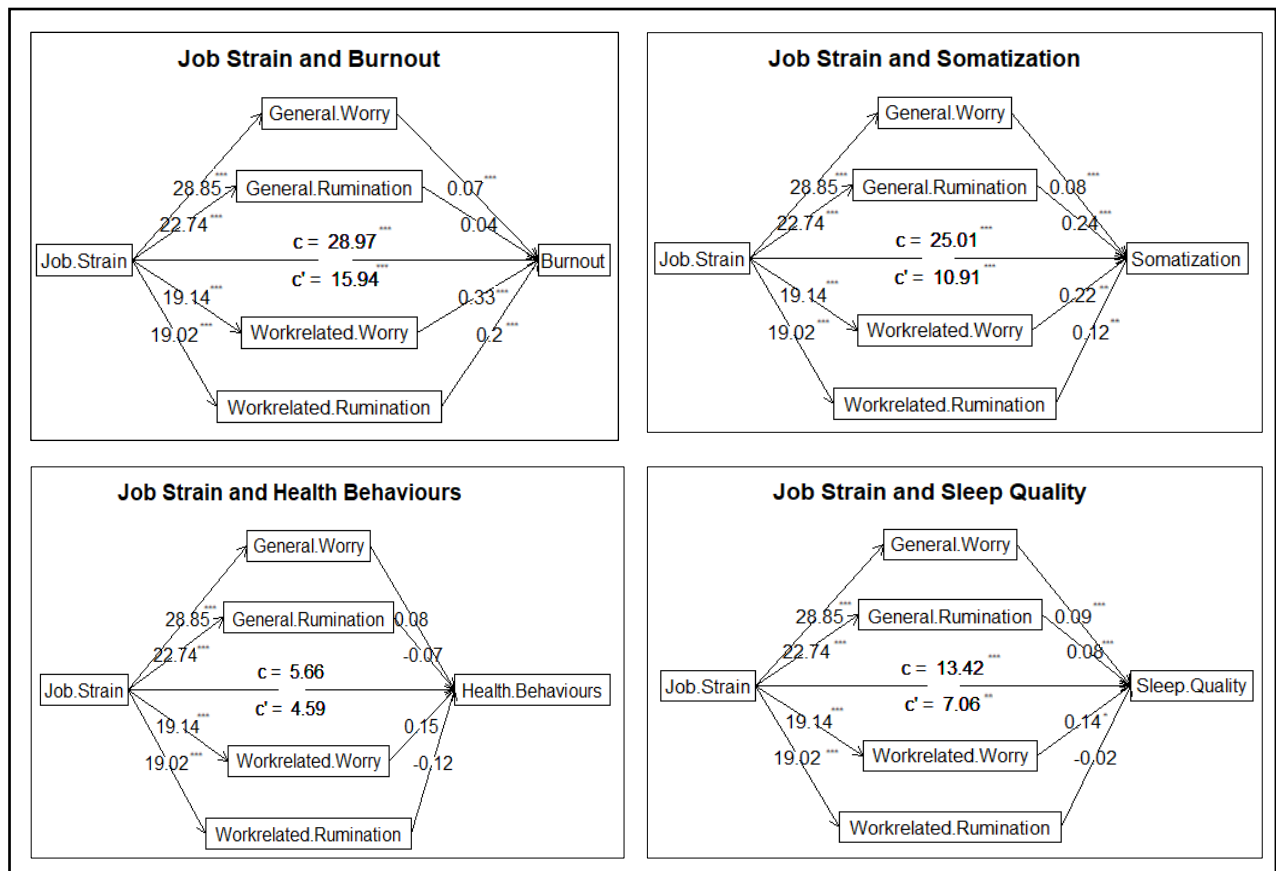 Job Strain and Burnout
General.Worry
28.85***
0.07***
General.Rumination
22.74***
0.04
c = 28.97***
Job.Strain
Burnout
c' = 15.94***
19.14***
0.33***
Workrelated.Worry
19.02***
0.2***
Workrelated.Rumination
Job Strain and Somatization
General.Worry
28.85***
0.08***
General.Rumination
22.74***
0.24***
c = 25.01***
Job.Strain
Somatization
c' = 10.91***
19.14***
0.22**
Workrelated.Worry
19.02***
0.12**
Workrelated.Rumination
Job Strain and Health Behaviours
General.Worry
28.85***
0.08
General.Rumination
22.74***
-0.07
c = 5.66
Job.Strain
Health.Behaviours
c' = 4.59
19.14***
0.15
Workrelated.Worry
19.02***
-0.12
Workrelated.Rumination
Job Strain and Sleep Quality
General.Worry
28.85***
0.09***
General.Rumination
22.74***
0.08***
c = 13.42***
Job.Strain
Sleep.Quality
c' = 7.06**
19.14***
0.14*
Workrelated.Worry
19.02***
-0.02
Workrelated.Rumination